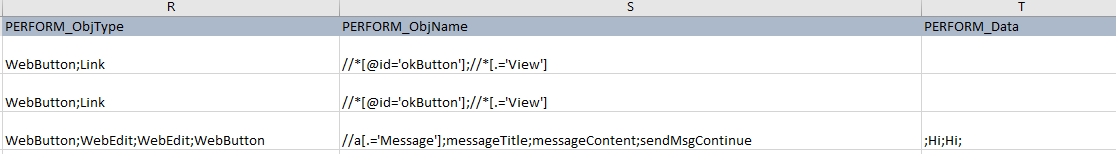 R S T
PERFORM_ObjType PERFORM_ObjName PERFORM_Data
WebButton;Link //*[@id='okButton'];//*[.='View']
WebButton;Link //*[@id='okButton'];//*[.='View']
WebButton;WebEdit;WebEdit;WebButton //a[.='Message'];messageTitle;messageContent;sendMsgContinue ;Hi;Hi;